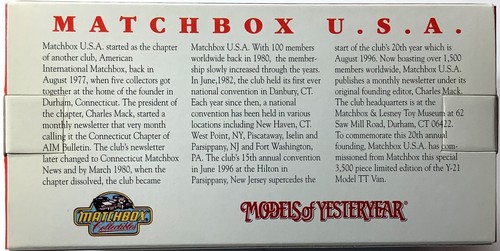 MATCHBOX U.S.A.
Matchbox U.S.A. started as the chapter
of another club, American
International Matchbox, back in
August 1977, when five collectors got
together at the home of the founder in
Durham, Connecticut. The president of
the chapter, Charles Mack, started a
monthly newsletter that very month
calling it the Connecticut Chapter of
AIM Bulletin. The club's newsletter
later changed to Connecticut Matchbox
News and by March 1980, when the
chapter dissolved, the club became
Matchbox U.S.A. With 100 members
worldwide back in 1980, the member-
ship slowly increased through the years.
In June,1982, the club held its first ever
national convention in Danbury, CT.
Each year since then, a national
convention has been held in various
locations including New Haven, CT.
West Point, NY, Piscataway, Iselin and
Parsippany, NJ and Fort Washington,
PA. The club's 15th annual convention
in June 1996 at the Hilton in
Parsippany, New Jersey supercedes the
start of the club's 20th year which is
August 1996. Now boasting over 1,500
members worldwide, Matchbox U.S.A.
publishes a monthly newsletter under its
original founding editor, Charles Mack.
The club headquarters is at the
Matchbox & Lesney Toy Museum at 62
Saw Mill Road, Durham, CT 06422.
To commemorate this 20th annual
founding, Matchbox U.S.A. has com-
missioned from Matchbox this special
3,500 piece limited edition of the Y-21
Model TT Van.
MATCHBOX
Collectibles
MODELS of YESTERYEAR®